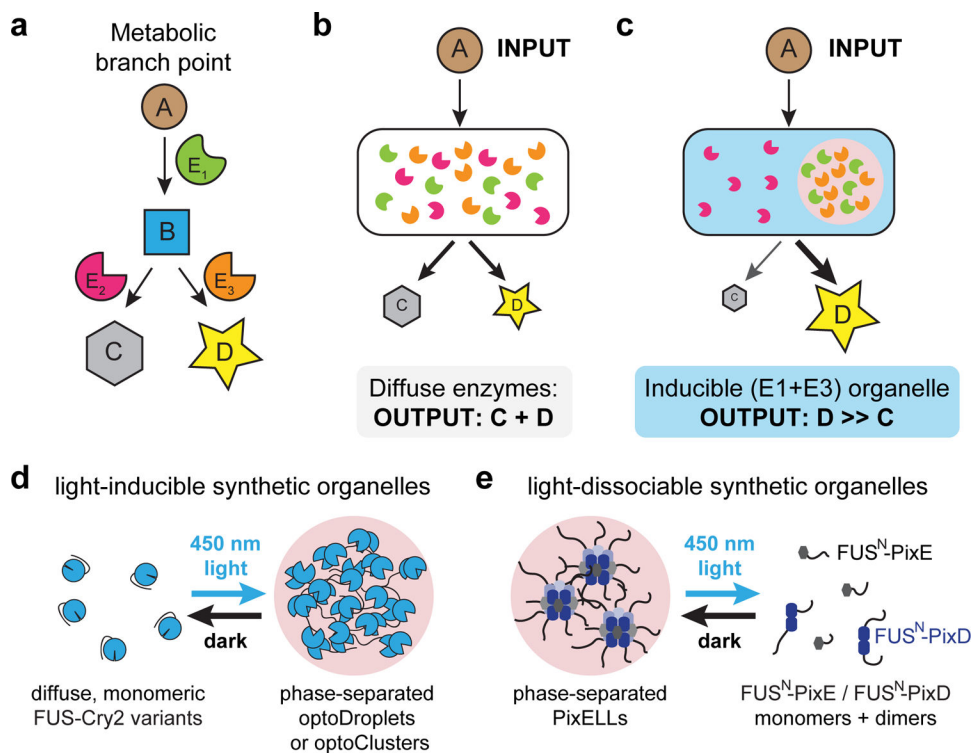 a
Metabolic
branch point
A
E₁
B
E₂
E₃
C
D
b
A
INPUT
C
D
Diffuse enzymes:
OUTPUT: C + D
c
A
INPUT
C
D
Inducible (E1+E3) organelle
OUTPUT: D >> C
d
light-inducible synthetic organelles
450 nm
light
dark
diffuse, monomeric
FUS-Cry2 variants
phase-separated
optoDroplets
or optoClusters
e
light-dissociable synthetic organelles
450 nm
light
dark
FUSᴺ-PixE
FUSᴺ-PixD
phase-separated
PixELLs
FUSᴺ-PixE / FUSᴺ-PixD
monomers + dimers